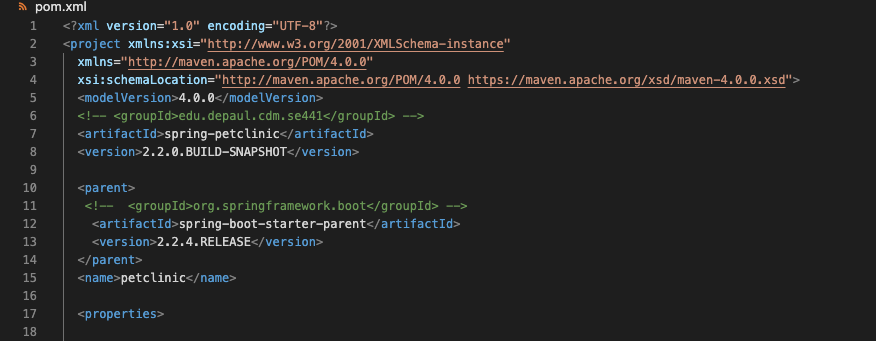 pom.xml
1 <?xml version="1.0" encoding="UTF-8"?>
2 <project xmlns:xsi="http://www.w3.org/2001/XMLSchema-instance"
3 xmlns="http://maven.apache.org/POM/4.0.0"
4 xsi:schemaLocation="http://maven.apache.org/POM/4.0.0 https://maven.apache.org/xsd/maven-4.0.0.xsd">
5 <modelVersion>4.0.0</modelVersion>
6 <!-- <groupId>edu.depaul.cdm.se441</groupId> -->
7 <artifactId>spring-petclinic</artifactId>
8 <version>2.2.0.BUILD-SNAPSHOT</version>
9
10 <parent>
11 <!--  <groupId>org.springframework.boot</groupId> -->
12 <artifactId>spring-boot-starter-parent</artifactId>
13 <version>2.2.4.RELEASE</version>
14 </parent>
15 <name>petclinic</name>
16
17 <properties>
18